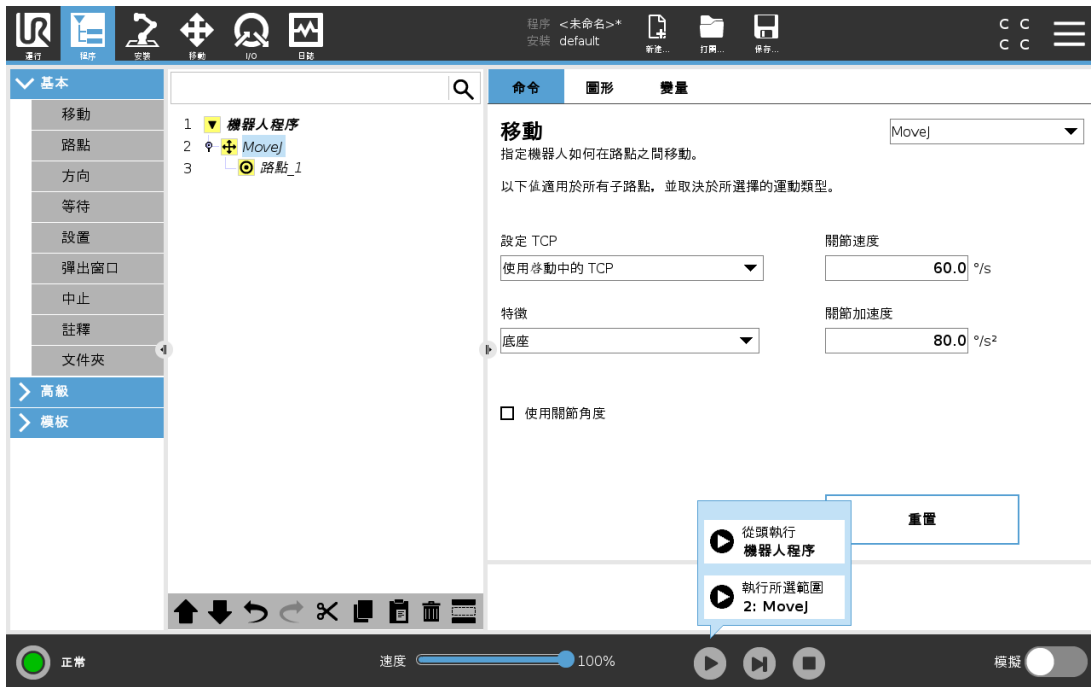 UR
運行
程序
安裝
移動
I/O
日誌
程序 <未命名>*
安裝 default
新建...
打開...
保存...
C C
C C
基本
移動
路點
方向
等待
設置
彈出窗口
中止
註釋
文件夾
高級
模板
1 機器人程序
2 MoveJ
3 路點_1
命令 圖形 變量
移動
MoveJ
指定機器人如何在路點之間移動。
以下值適用於所有子路點，並取決於所選擇的運動類型。
設定 TCP
關節速度
使用啓動中的 TCP
60.0 °/s
特徵
關節加速度
底座
80.0 °/s²
使用關節角度
重置
從頭執行
機器人程序
執行所選範圍
2: MoveJ
正常
速度
100%
模擬